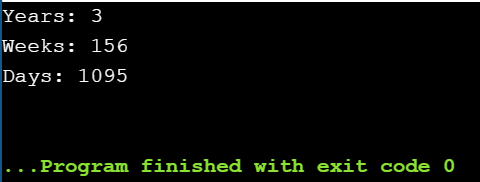 Years: 3
Weeks: 156
Days: 1095
...Program finished with exit code 0